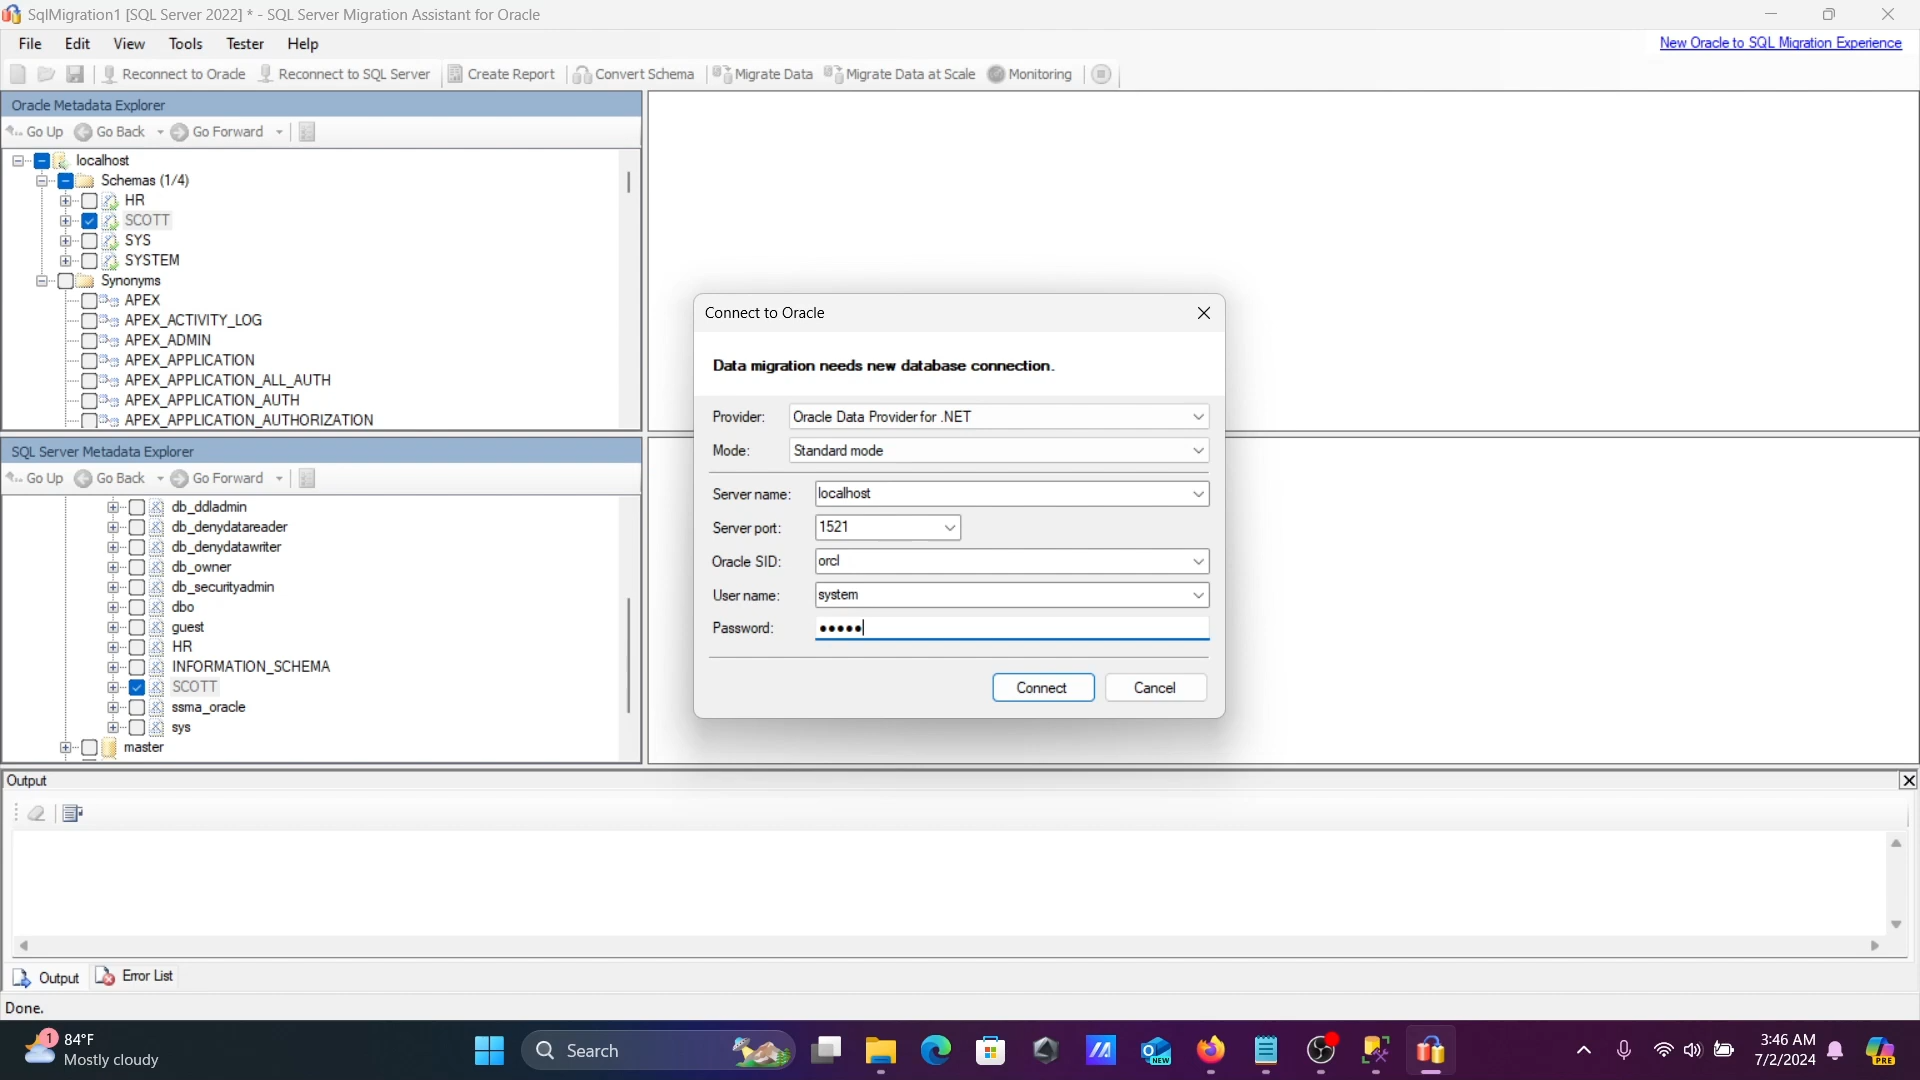 SqlMigration1 [SQL Server 2022] * - SQL Server Migration Assistant for Oracle
File Edit View Tools Tester Help
New Oracle to SQL Migration Experience
Reconnect to Oracle Reconnect to SQL Server Create Report Convert Schema Migrate Data Migrate Data at Scale Monitoring
Oracle Metadata Explorer
Go Up Go Back Go Forward
localhost
Schemas (1/4)
HR
SCOTT
SYS
SYSTEM
Synonyms
APEX
APEX_ACTIVITY_LOG
APEX_ADMIN
APEX_APPLICATION
APEX_APPLICATION_ALL_AUTH
APEX_APPLICATION_AUTH
APEX_APPLICATION_AUTHORIZATION
SQL Server Metadata Explorer
Go Up Go Back Go Forward
db_ddladmin
db_denydatareader
db_denydatawriter
db_owner
db_securityadmin
dbo
guest
HR
INFORMATION_SCHEMA
SCOTT
ssma_oracle
sys
master
Connect to Oracle
Data migration needs new database connection.
Provider: Oracle Data Provider for .NET
Mode: Standard mode
Server name: localhost
Server port: 1521
Oracle SID: orcl
User name: system
Password: •••••
Connect Cancel
Output
Output Error List
Done.
1
84°F
Mostly cloudy
Search
NEW
3:46 AM
7/2/2024
PRE